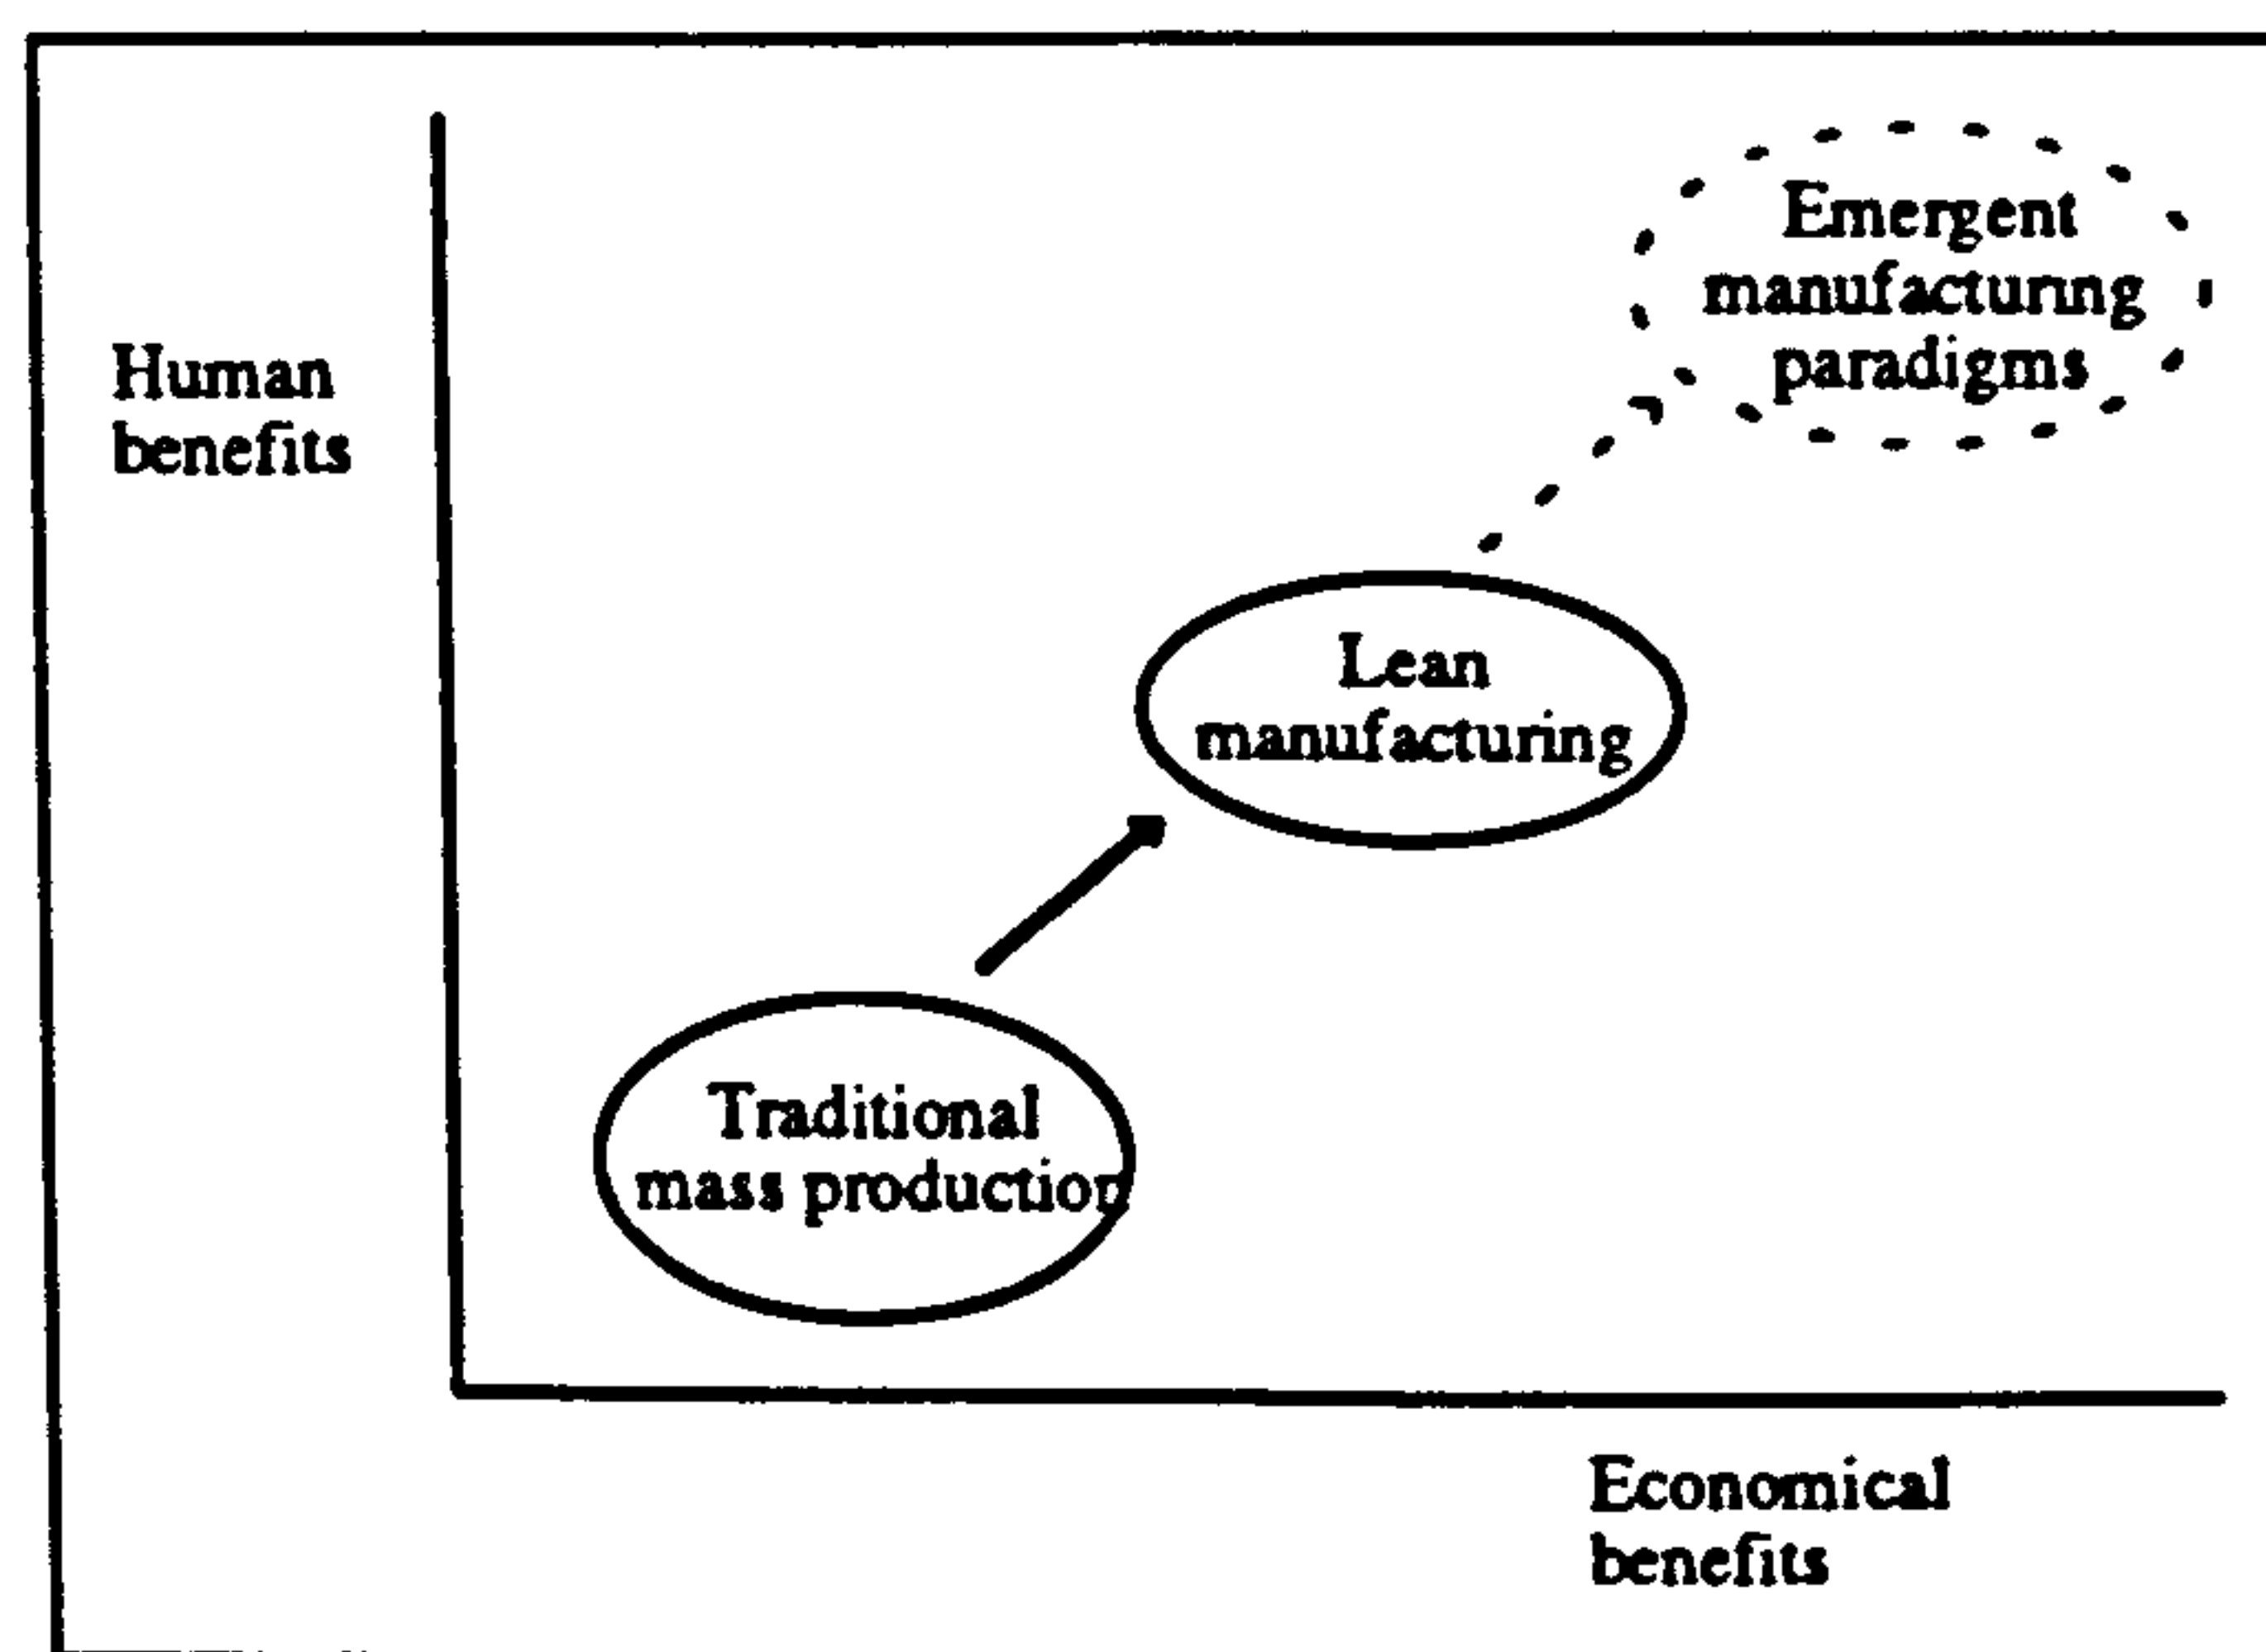 Emergent
manufacturing
paradigms
Human
benefits
Lean
manufacturing
Traditional
mass production
Economical
benefits